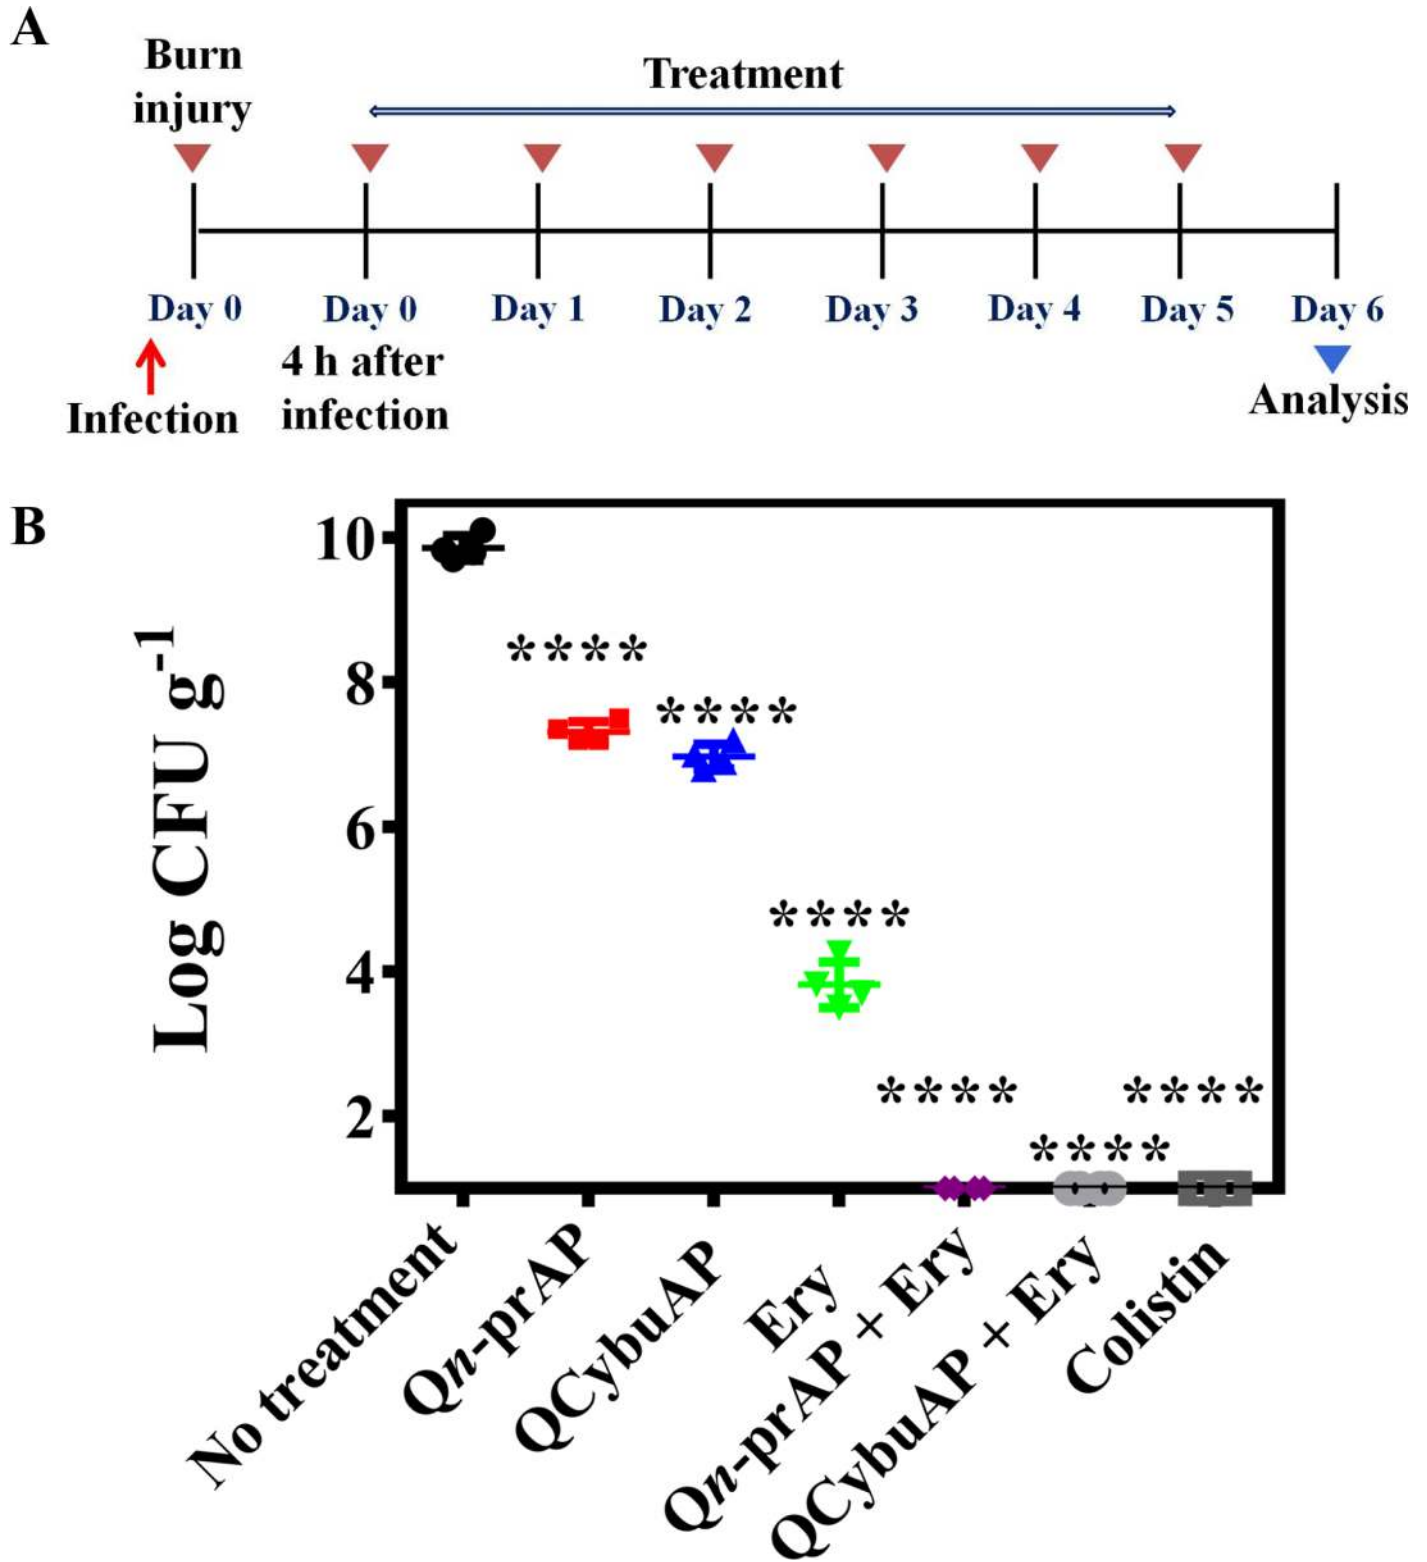 A
Burn
injury
Treatment
Day 0 Day 0 Day 1 Day 2 Day 3 Day 4 Day 5 Day 6
4 h after
infection
Infection
Analysis
B
Log CFU g-1
10
8
6
4
2
****
****
****
****
****
****
No treatment
Qn-prAP
QCybuAP
Ery
Qn-prAP + Ery
QCybuAP + Ery
Colistin